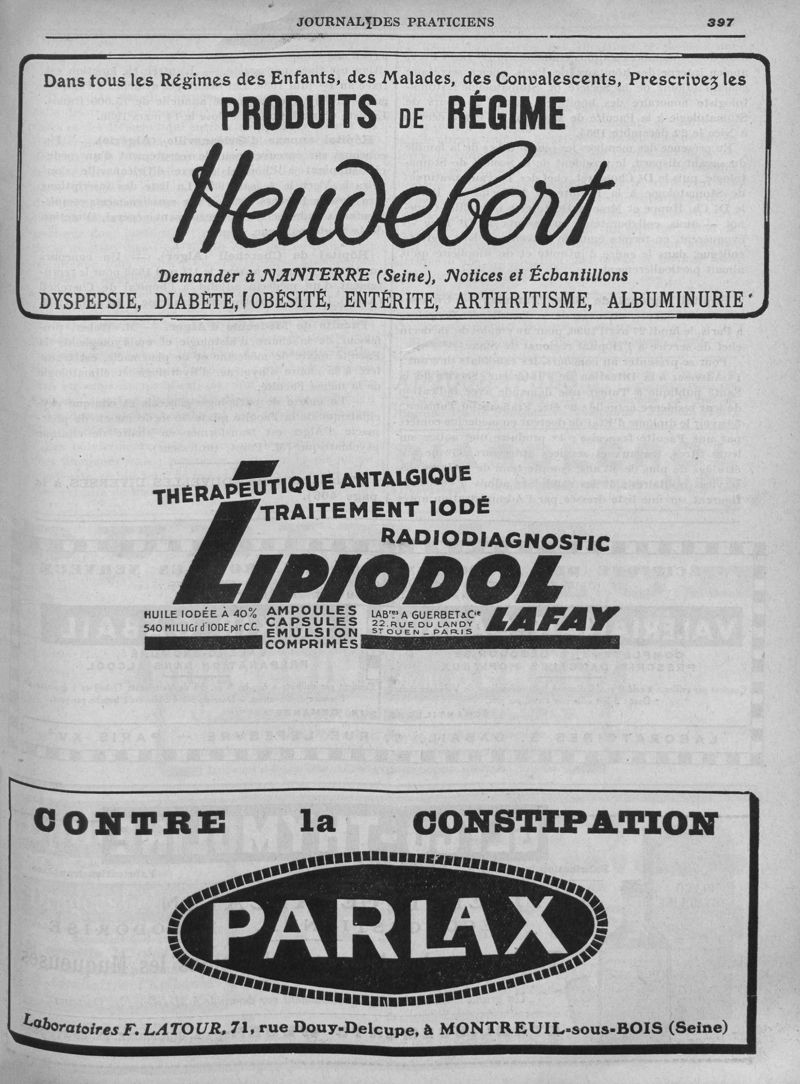 JOURNAL DES PRATICIENS 397
Dans tous les Régimes des Enfants, des Malades, des Convalescents, Prescrivez les
PRODUITS DE RÉGIME
Heudebert
Demander à NANTERRE (Seine), Notices et Échantillons
DYSPEPSIE, DIABÈTE, OBÉSITÉ, ENTÉRITE, ARTHRITISME, ALBUMINURIE
THÉRAPEUTIQUE ANTALGIQUE
TRAITEMENT IODÉ
RADIODIAGNOSTIC
LIPIODOL
LAFAY
HUILE IODÉE À 40%
540 MILLIGr d'IODE par C.C.
AMPOULES
CAPSULES
EMULSION
COMPRIMÉS
LABres A GUERBET & Cie
22. RUE DU LANDY
ST OUEN _ PARIS
CONTRE la CONSTIPATION
PARLAX
Laboratoires F. LATOUR, 71, rue Douy-Delcupe, à MONTREUIL-sous-BOIS (Seine)